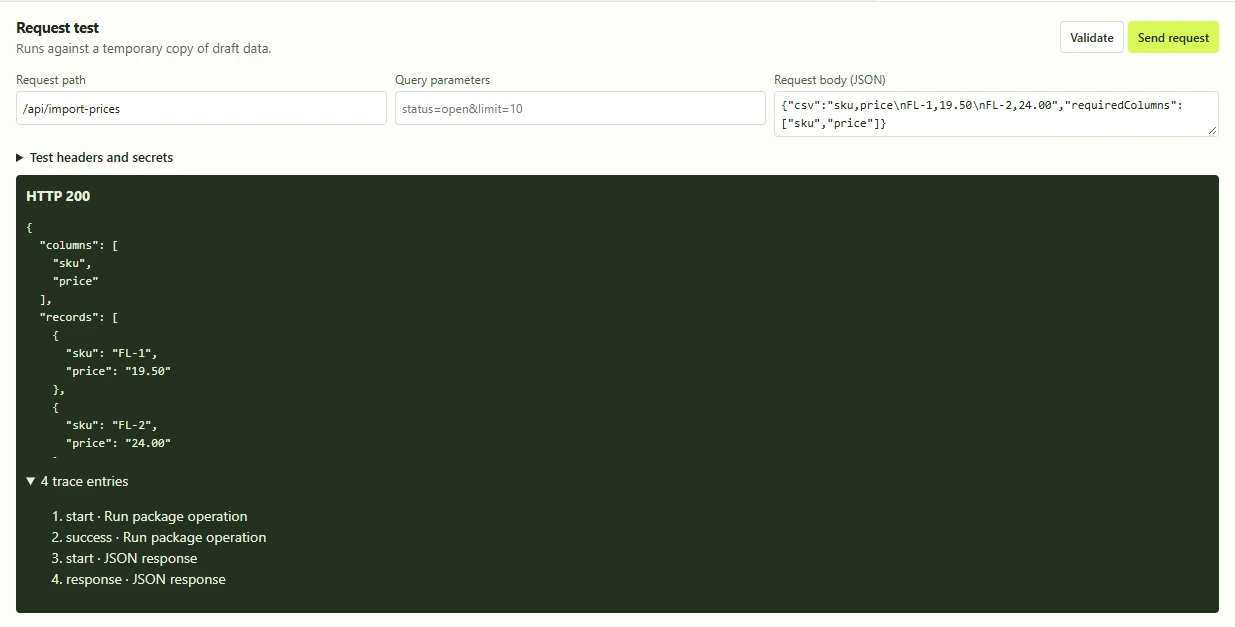 Request test
Runs against a temporary copy of draft data.
Validate
Send request
Request path
Query parameters
Request body (JSON)
/api/import-prices
status=open&limit=10
{"csv":"sku,price\nFL-1,19.50\nFL-2,24.00","requiredColumns":
["sku","price"]}
▶ Test headers and secrets
HTTP 200
{
"columns": [
"sku",
"price"
],
"records": [
{
"sku": "FL-1",
"price": "19.50"
},
{
"sku": "FL-2",
"price": "24.00"
▼ 4 trace entries
1. start · Run package operation
2. success · Run package operation
3. start · JSON response
4. response · JSON response